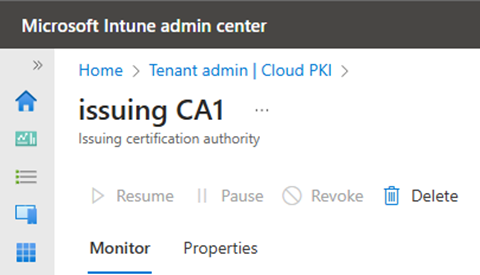 Microsoft Intune admin center
Home > Tenant admin | Cloud PKI >
issuing CA1 ...
Issuing certification authority
Resume Pause Revoke Delete
Monitor Properties